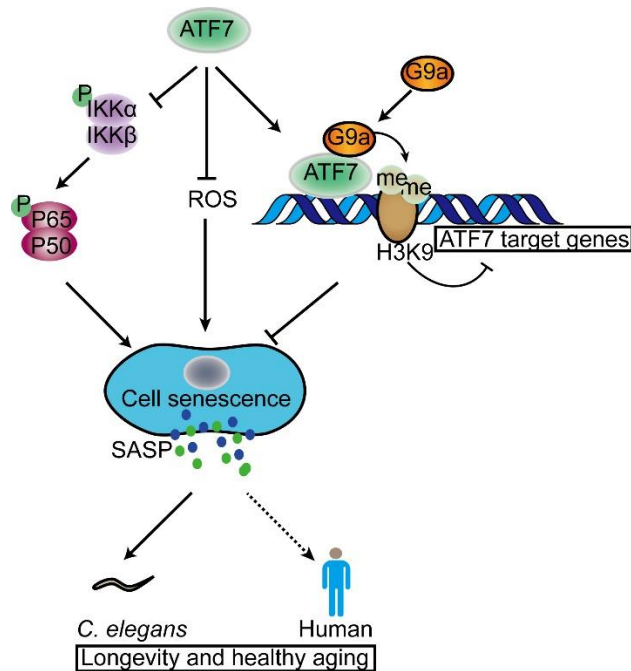 ATF7
G9a
P
IKKα
IKKβ
G9a
ATF7
me
me
ROS
P
P65
P50
H3K9
ATF7 target genes
Cell senescence
SASP
C. elegans
Human
Longevity and healthy aging